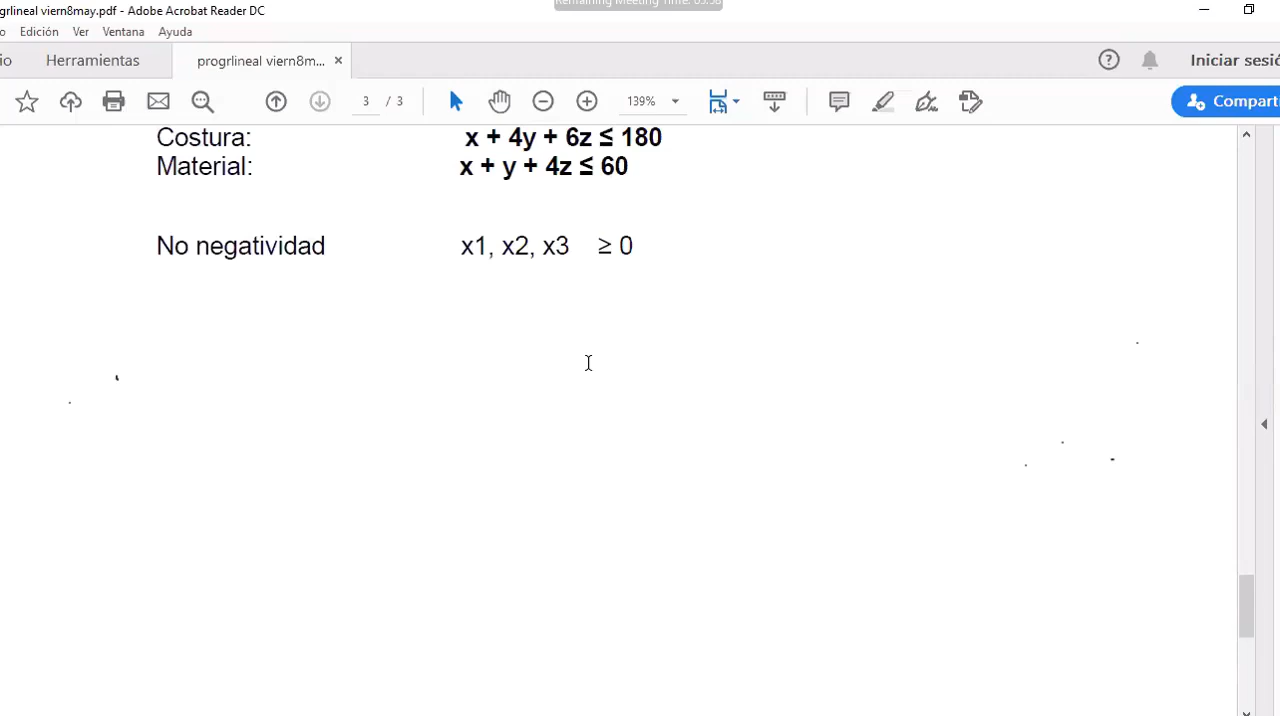 grlineal viern8may.pdf - Adobe Acrobat Reader DC
o Edición Ver Ventana Ayuda
io Herramientas progrlineal viern8m... ×
Iniciar sesió
3 / 3 139% Comparti
Costura: x + 4y + 6z ≤ 180
Material: x + y + 4z ≤ 60
No negatividad x1, x2, x3 ≥ 0